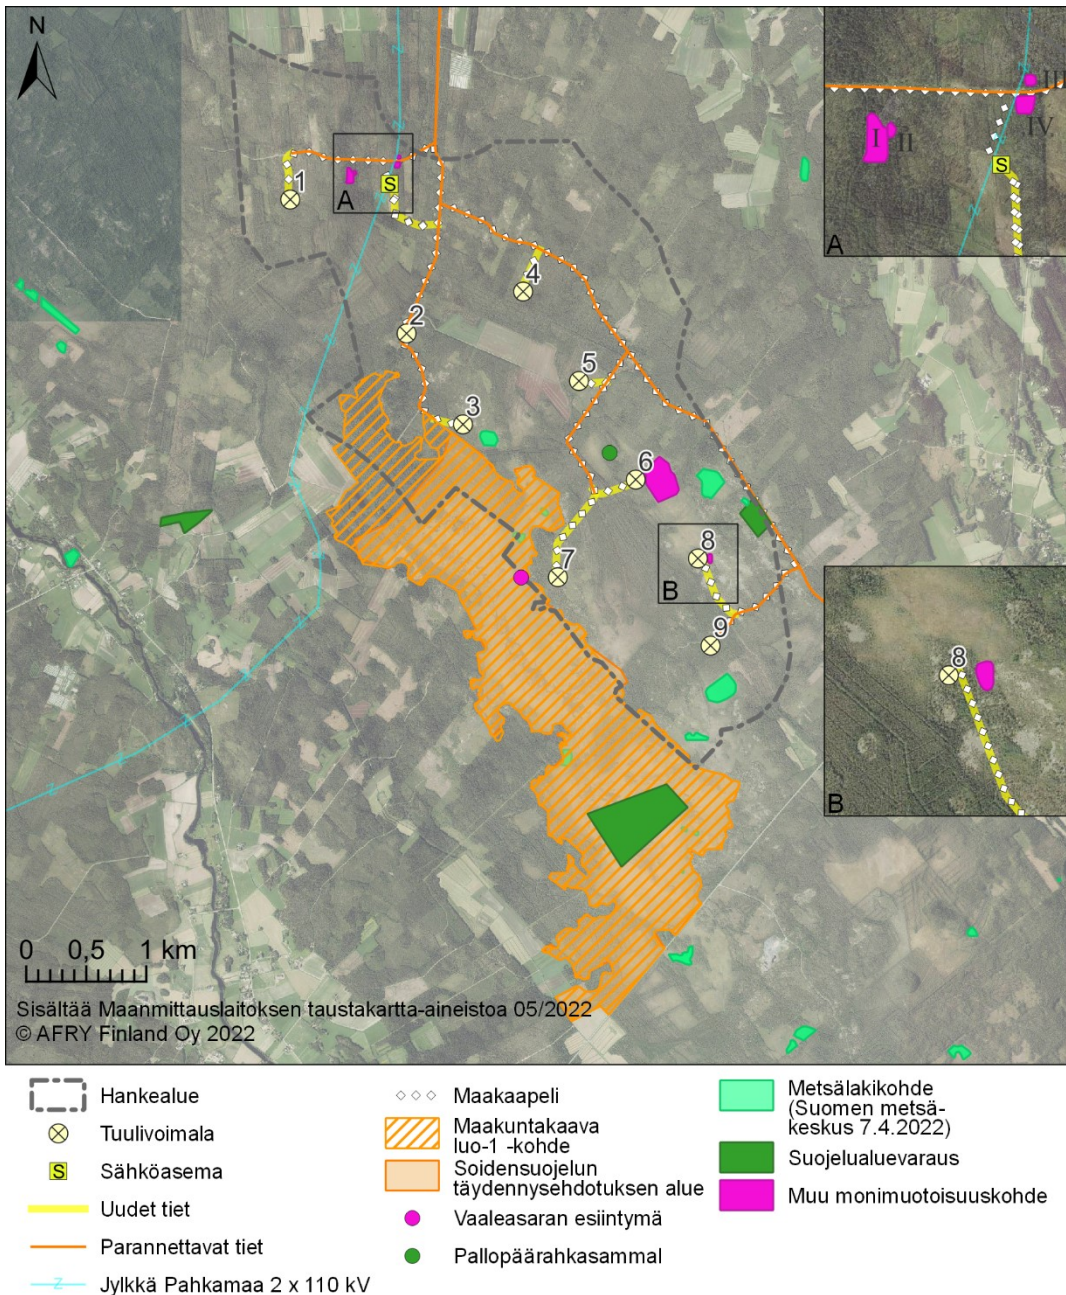 N
1
A
S
2
3
4
5
6
7
8
B
9
I
II
III
IV
S
A
8
B
0 0,5 1 km
Sisältää Maanmittauslaitoksen taustakartta-aineistoa 05/2022
© AFRY Finland Oy 2022
Hankealue
Tuulivoimala
S Sähköasema
Uudet tiet
Parannettavat tiet
Z Jylkkä Pahkamaa 2 x 110 kV
Maakaapeli
Maakuntakaava
luo-1 -kohde
Soidensuojelun
täydennysehdotuksen alue
Vaaleasaran esiintymä
Pallopäärahkasammal
Metsälakikohde
(Suomen metsä-
keskus 7.4.2022)
Suojelualuevaraus
Muu monimuotoisuuskohde